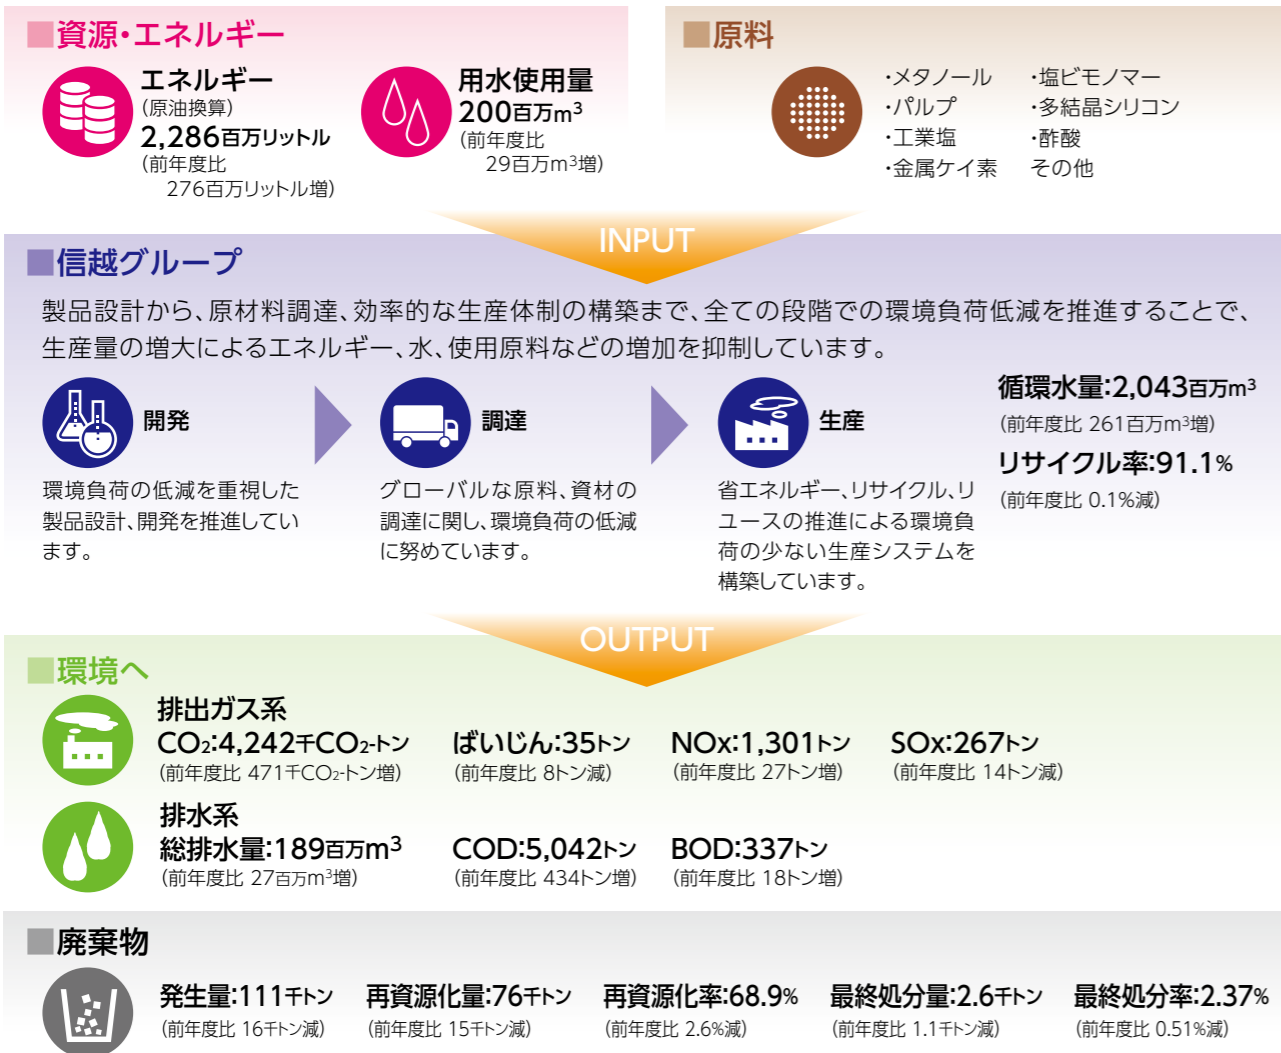 ■資源・エネルギー
エネルギー
(原油換算)
2,286百万リットル
(前年度比
276百万リットル増)
用水使用量
200百万m³
(前年度比
29百万m³増)
■原料
・メタノール
・パルプ
・工業塩
・金属ケイ素
・塩ビモノマー
・多結晶シリコン
・酢酸
その他
INPUT
■信越グループ
製品設計から、原材料調達、効率的な生産体制の構築まで、全ての段階での環境負荷低減を推進することで、
生産量の増大によるエネルギー、水、使用原料などの増加を抑制しています。
開発
環境負荷の低減を重視した
製品設計、開発を推進してい
ます。
調達
グローバルな原料、資材の
調達に関し、環境負荷の低減
に努めています。
生産
省エネルギー、リサイクル、リ
ユースの推進による環境負
荷の少ない生産システムを
構築しています。
循環水量:2,043百万m³
(前年度比 261百万m³増)
リサイクル率:91.1%
(前年度比 0.1%減)
OUTPUT
■環境へ
排出ガス系
CO₂:4,242千CO₂-トン
(前年度比 471千CO₂-トン増)
ばいじん:35トン
(前年度比 8トン減)
NOx:1,301トン
(前年度比 27トン増)
SOx:267トン
(前年度比 14トン減)
排水系
総排水量:189百万m³
(前年度比 27百万m³増)
COD:5,042トン
(前年度比 434トン増)
BOD:337トン
(前年度比 18トン増)
■廃棄物
発生量:111千トン
(前年度比 16千トン減)
再資源化量:76千トン
(前年度比 15千トン減)
再資源化率:68.9%
(前年度比 2.6%減)
最終処分量:2.6千トン
(前年度比 1.1千トン減)
最終処分率:2.37%
(前年度比 0.51%減)